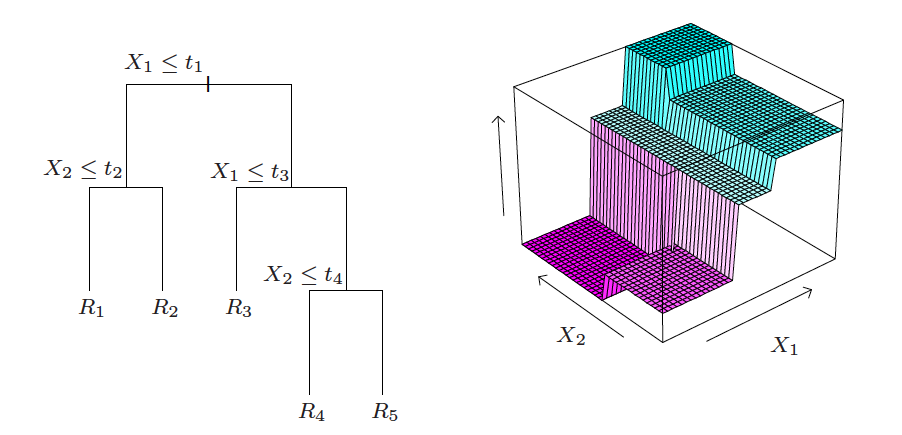 X₁ ≤ t₁
X₂ ≤ t₂
X₁ ≤ t₃
X₂ ≤ t₄
R₁
R₂
R₃
R₄
R₅
X₂
X₁